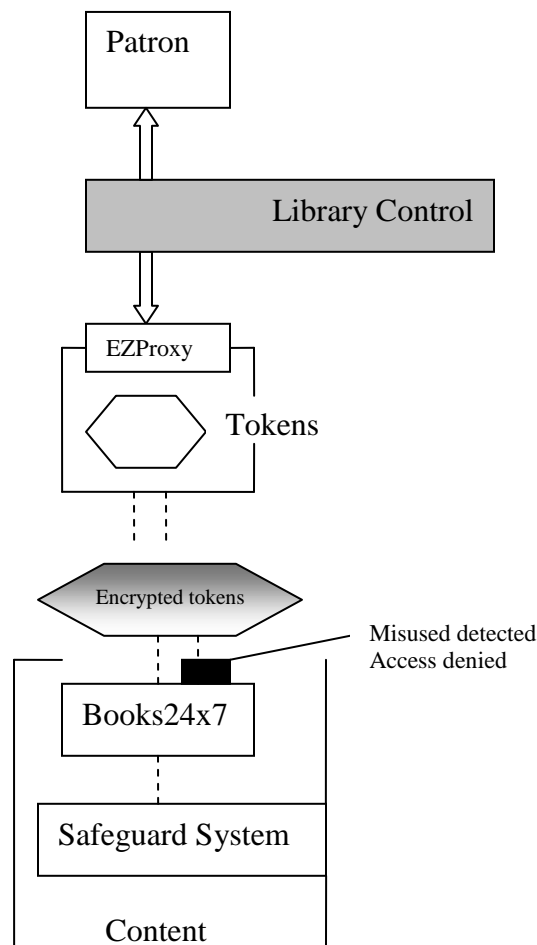 Patron
Library Control
EZProxy
Tokens
Encrypted tokens
Misused detected
Access denied
Books24x7
Safeguard System
Content